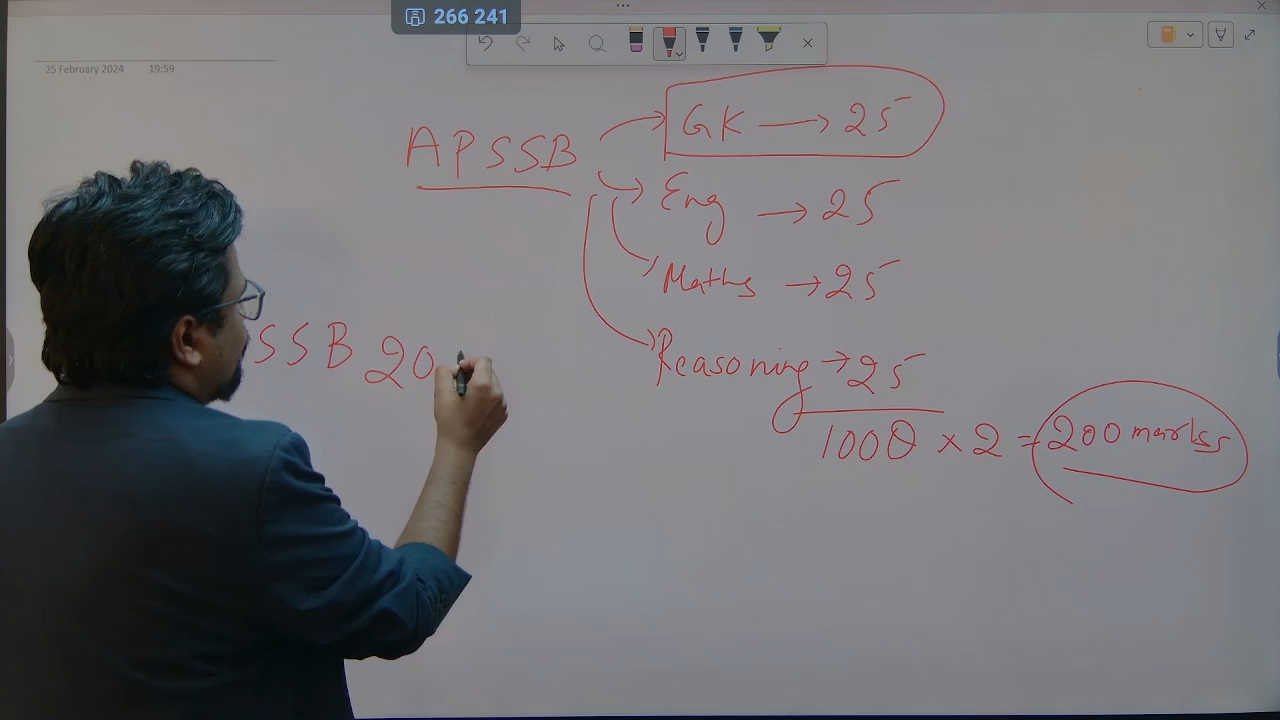 266 241
25 February 2024 19:59
APSSB
GK → 25
Eng → 25
Maths → 25
Reasoning → 25
100Q × 2 = 200 marks
SSB 20